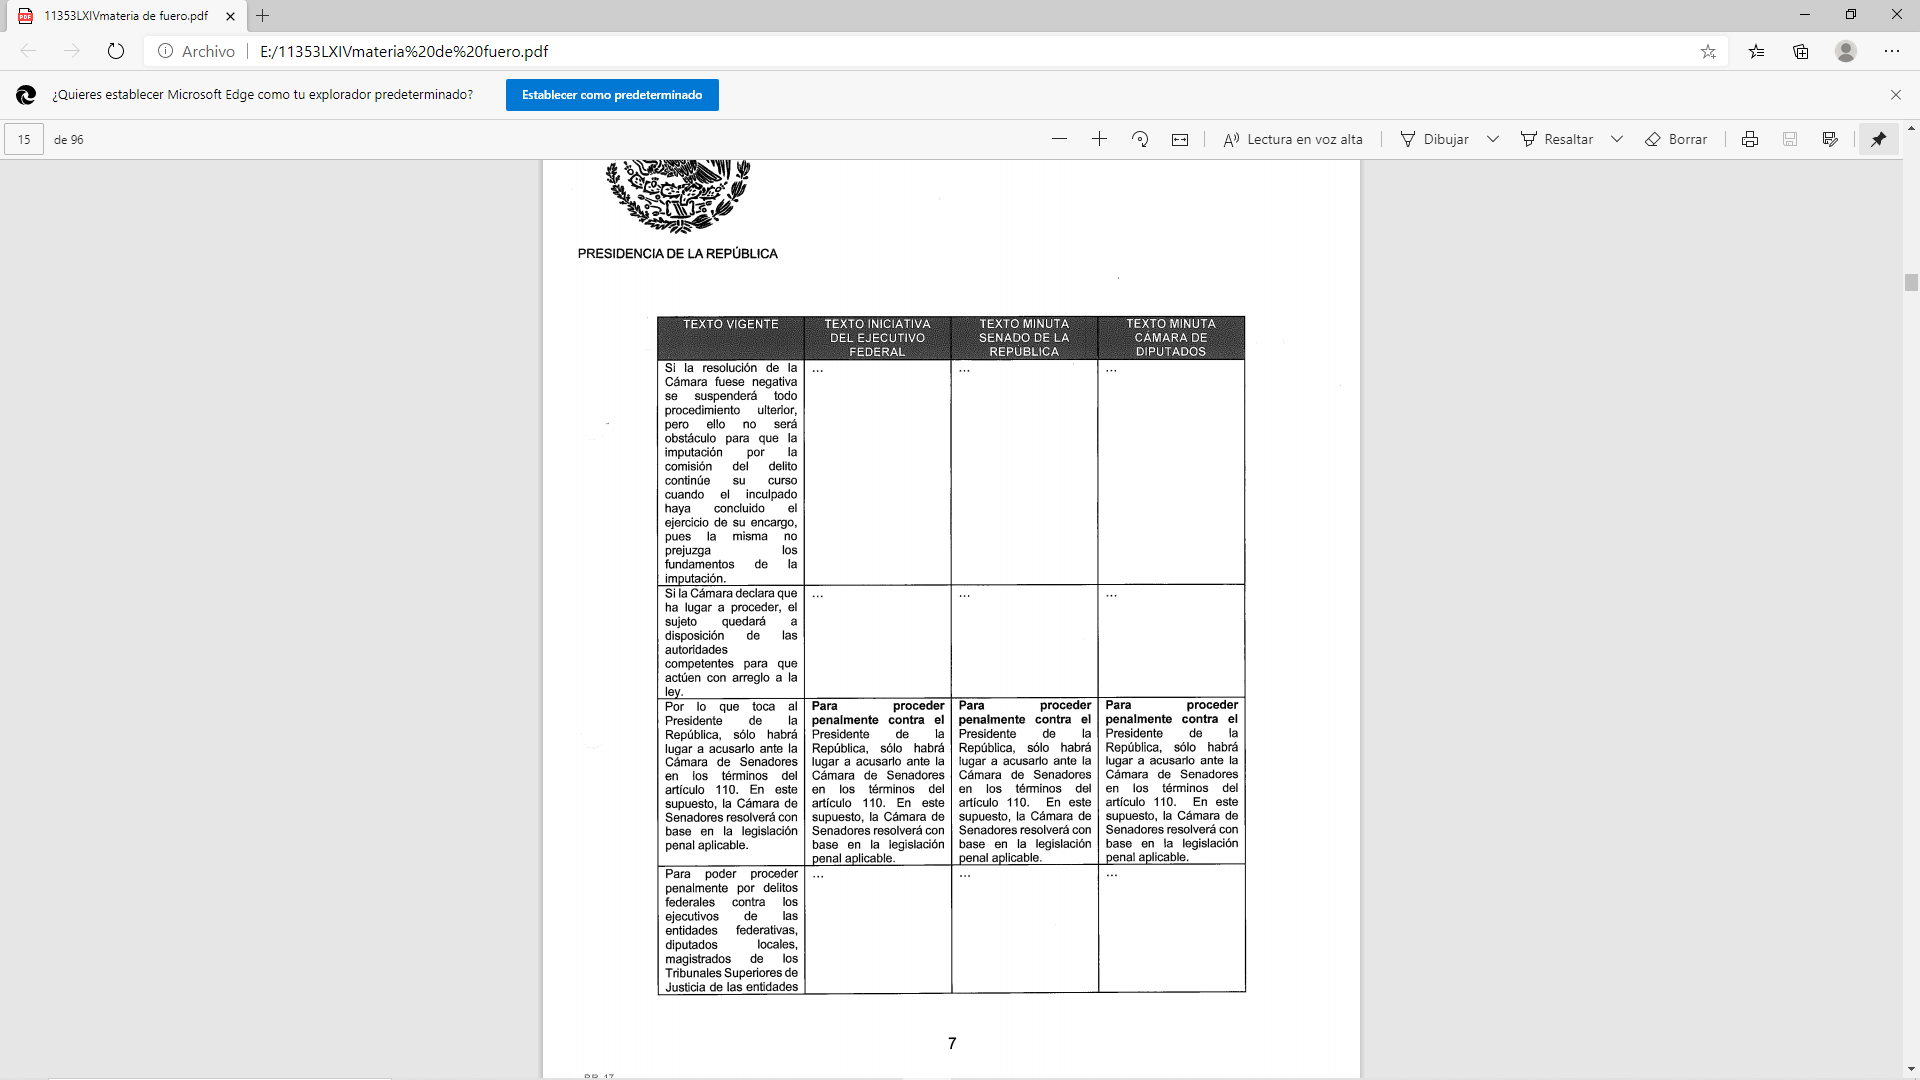 11353LXIVmateria de fuero.pdf
Archivo
E:/11353LXIVmateria%20de%20fuero.pdf
¿Quieres establecer Microsoft Edge como tu explorador predeterminado?
Establecer como predeterminado
15
de 96
Lectura en voz alta
Dibujar
Resaltar
Borrar
PRESIDENCIA DE LA REPÚBLICA
TEXTO VIGENTE
TEXTO INICIATIVA
DEL EJECUTIVO
FEDERAL
TEXTO MINUTA
SENADO DE LA
REPÚBLICA
TEXTO MINUTA
CÁMARA DE
DIPUTADOS
Si la resolución de la
Cámara fuese negativa
se suspenderá todo
procedimiento ulterior,
pero ello no será
obstáculo para que la
imputación por la
comisión del delito
continúe su curso
cuando el inculpado
haya concluido el
ejercicio de su encargo,
pues la misma no
prejuzga los
fundamentos de la
imputación.
...
...
...
Si la Cámara declara que
ha lugar a proceder, el
sujeto quedará a
disposición de las
autoridades
competentes para que
actúen con arreglo a la
ley.
...
...
...
Por lo que toca al
Presidente de la
República, sólo habrá
lugar a acusarlo ante la
Cámara de Senadores
en los términos del
artículo 110. En este
supuesto, la Cámara de
Senadores resolverá con
base en la legislación
penal aplicable.
Para proceder
penalmente contra el
Presidente de la
República, sólo habrá
lugar a acusarlo ante la
Cámara de Senadores
en los términos del
artículo 110. En este
supuesto, la Cámara de
Senadores resolverá con
base en la legislación
penal aplicable.
Para proceder
penalmente contra el
Presidente de la
República, sólo habrá
lugar a acusarlo ante la
Cámara de Senadores
en los términos del
artículo 110. En este
supuesto, la Cámara de
Senadores resolverá con
base en la legislación
penal aplicable.
Para proceder
penalmente contra el
Presidente de la
República, sólo habrá
lugar a acusarlo ante la
Cámara de Senadores
en los términos del
artículo 110. En este
supuesto, la Cámara de
Senadores resolverá con
base en la legislación
penal aplicable.
Para poder proceder
penalmente por delitos
federales contra los
ejecutivos de las
entidades federativas,
diputados locales,
magistrados de los
Tribunales Superiores de
Justicia de las entidades
...
...
...
7